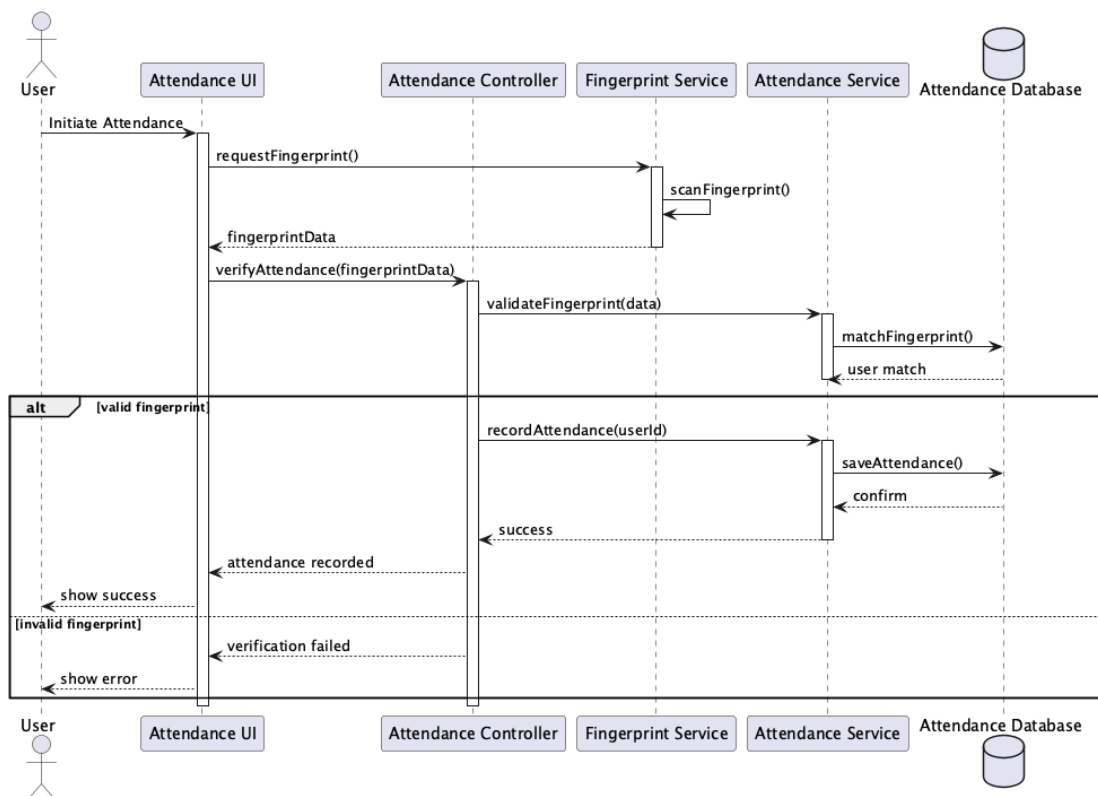 User
Attendance UI
Attendance Controller
Fingerprint Service
Attendance Service
Attendance Database
Initiate Attendance
requestFingerprint()
scanFingerprint()
fingerprintData
verifyAttendance(fingerprintData)
validateFingerprint(data)
matchFingerprint()
user match
alt [valid fingerprint]
recordAttendance(userId)
saveAttendance()
confirm
success
attendance recorded
show success
[invalid fingerprint]
verification failed
show error
User
Attendance UI
Attendance Controller
Fingerprint Service
Attendance Service
Attendance Database